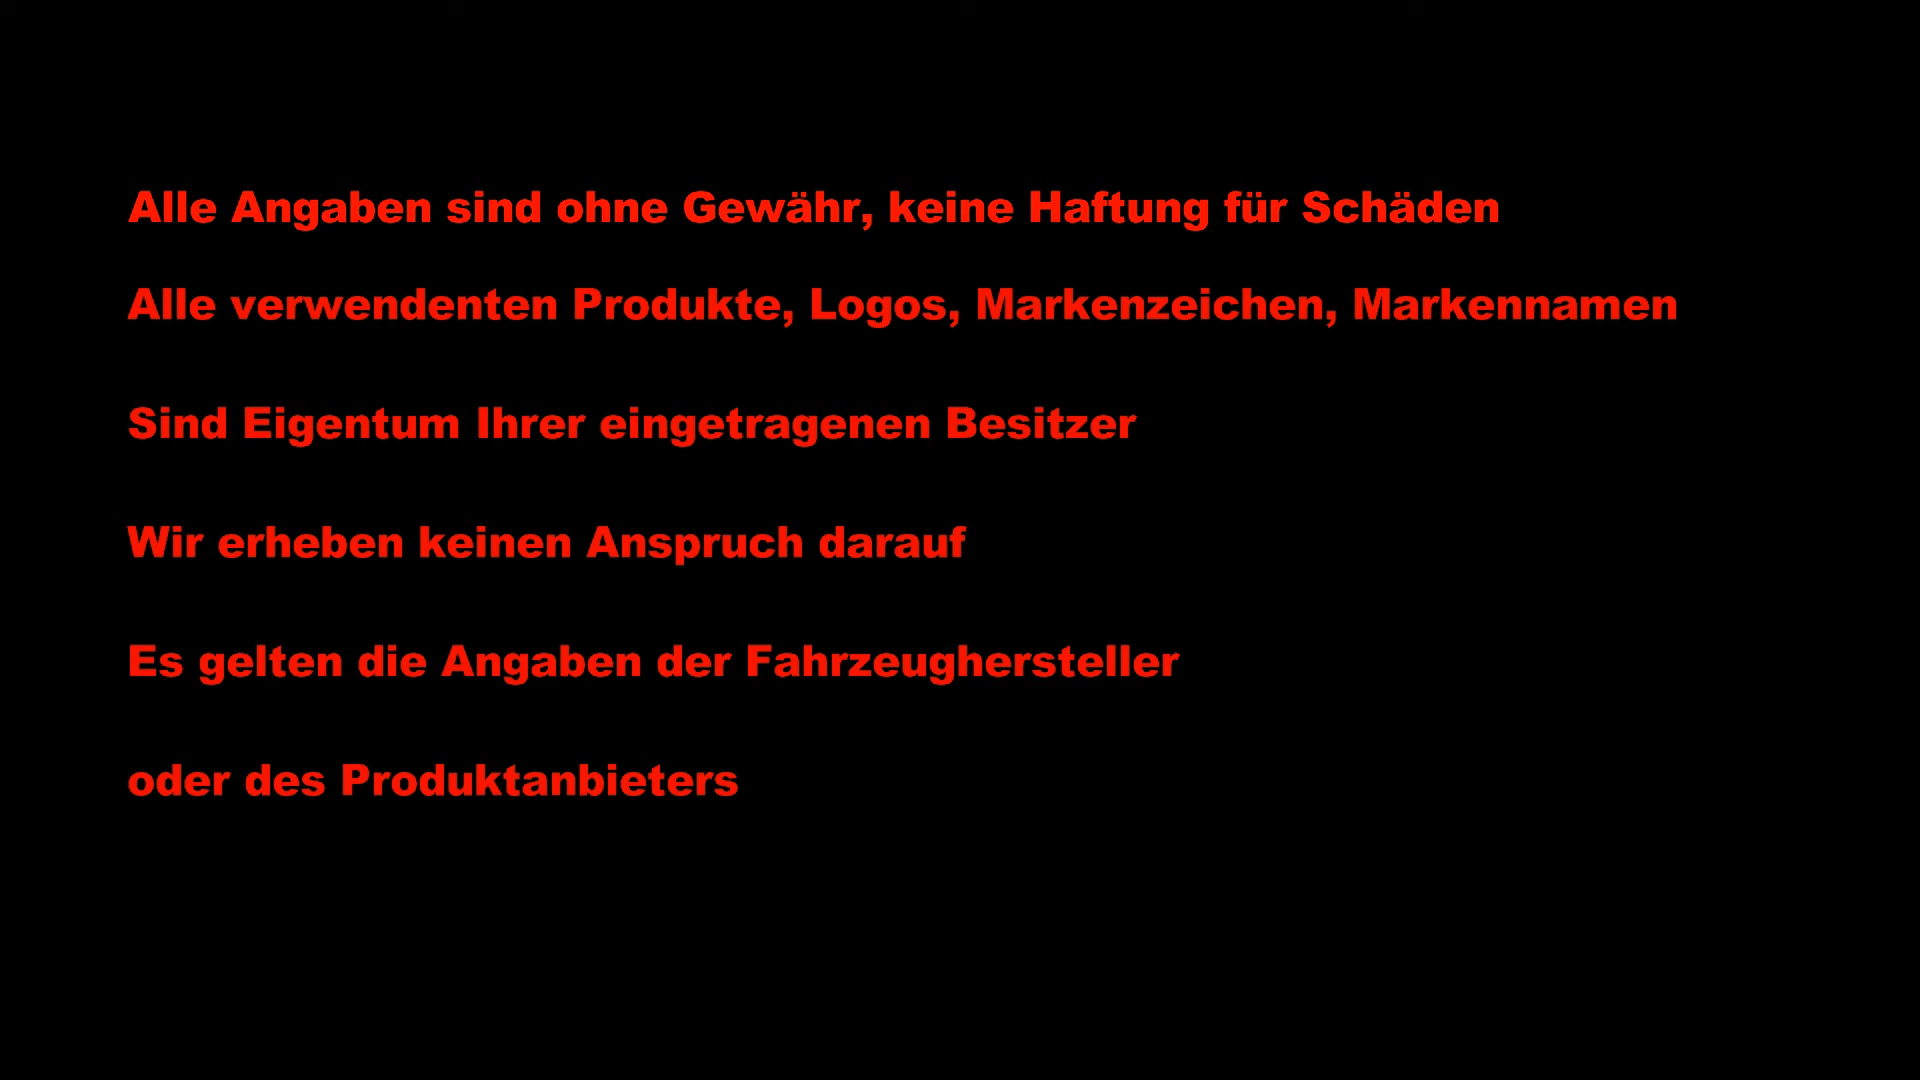 Alle Angaben sind ohne Gewähr, keine Haftung für Schäden
Alle verwendenten Produkte, Logos, Markenzeichen, Markennamen
Sind Eigentum Ihrer eingetragenen Besitzer
Wir erheben keinen Anspruch darauf
Es gelten die Angaben der Fahrzeughersteller
oder des Produktanbieters